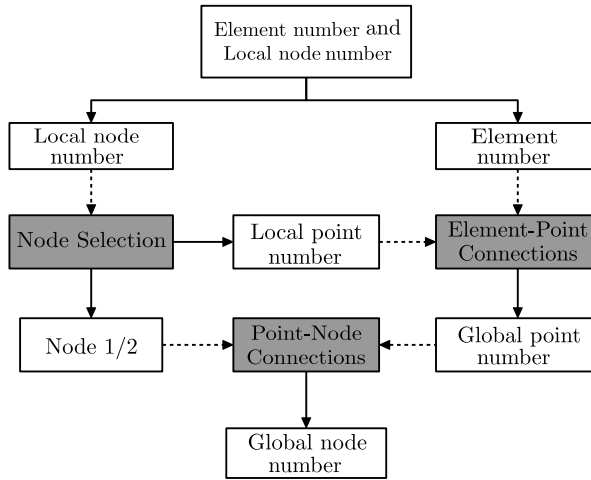 Element number and
Local node number
Local node
number
Element
number
Node Selection
Local point
number
Element-Point
Connections
Node 1/2
Point-Node
Connections
Global point
number
Global node
number